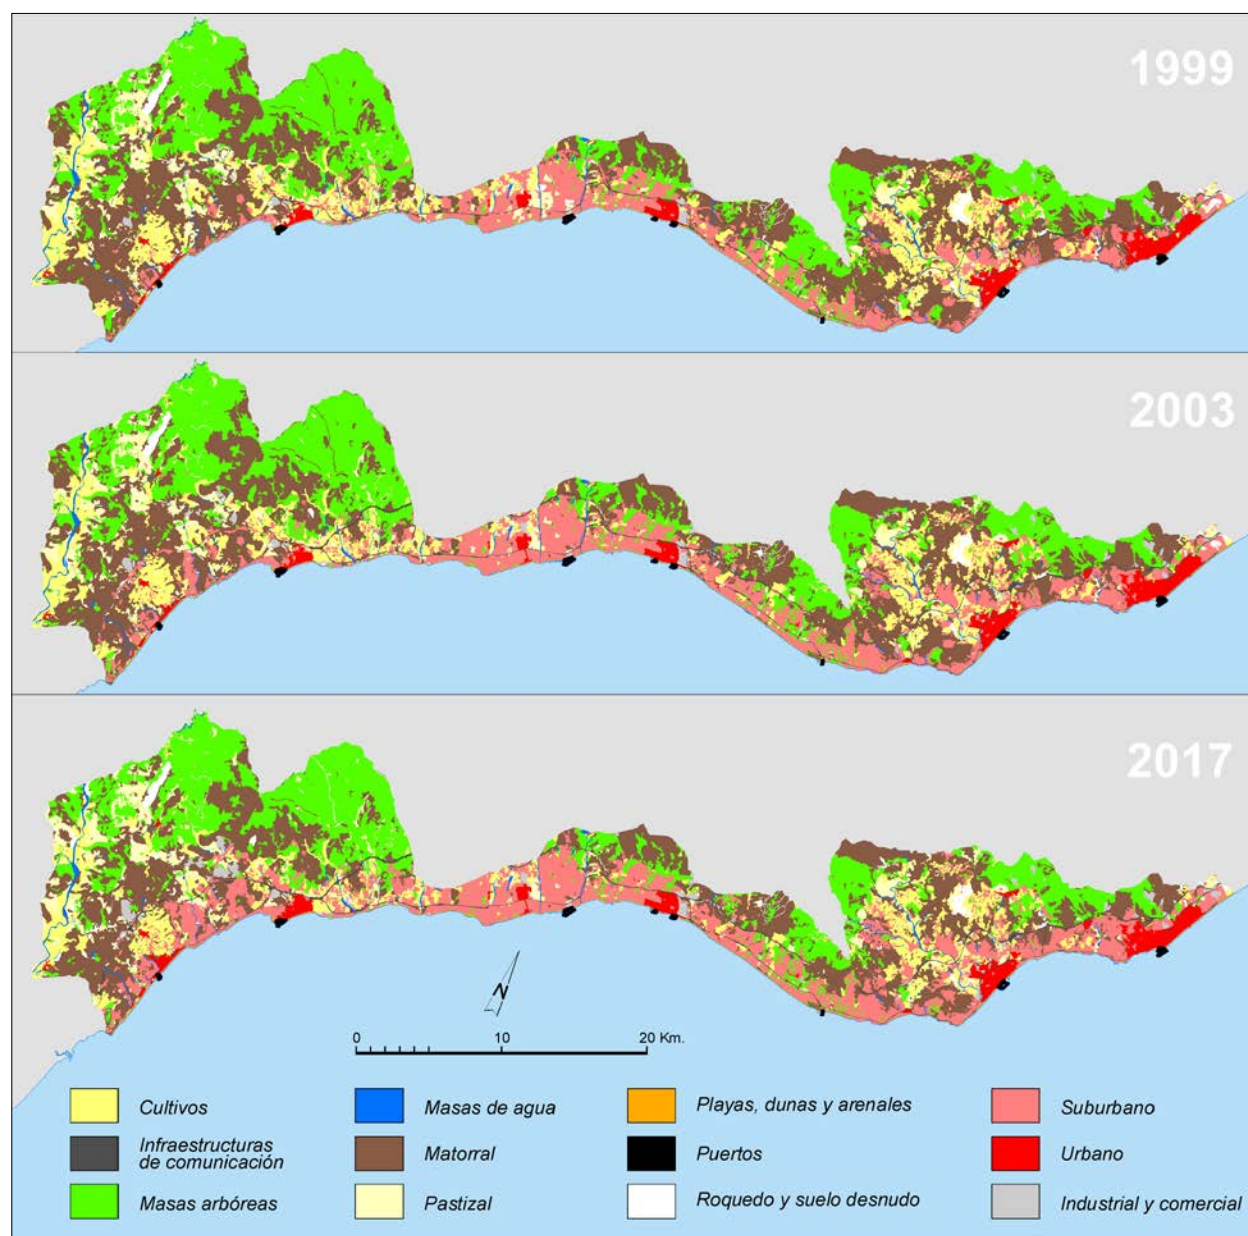 1999
2003
2017
N
0 10 20 Km.
Cultivos
Masas de agua
Playas, dunas y arenales
Suburbano
Infraestructuras
de comunicación
Matorral
Puertos
Urbano
Masas arbóreas
Pastizal
Roquedo y suelo desnudo
Industrial y comercial